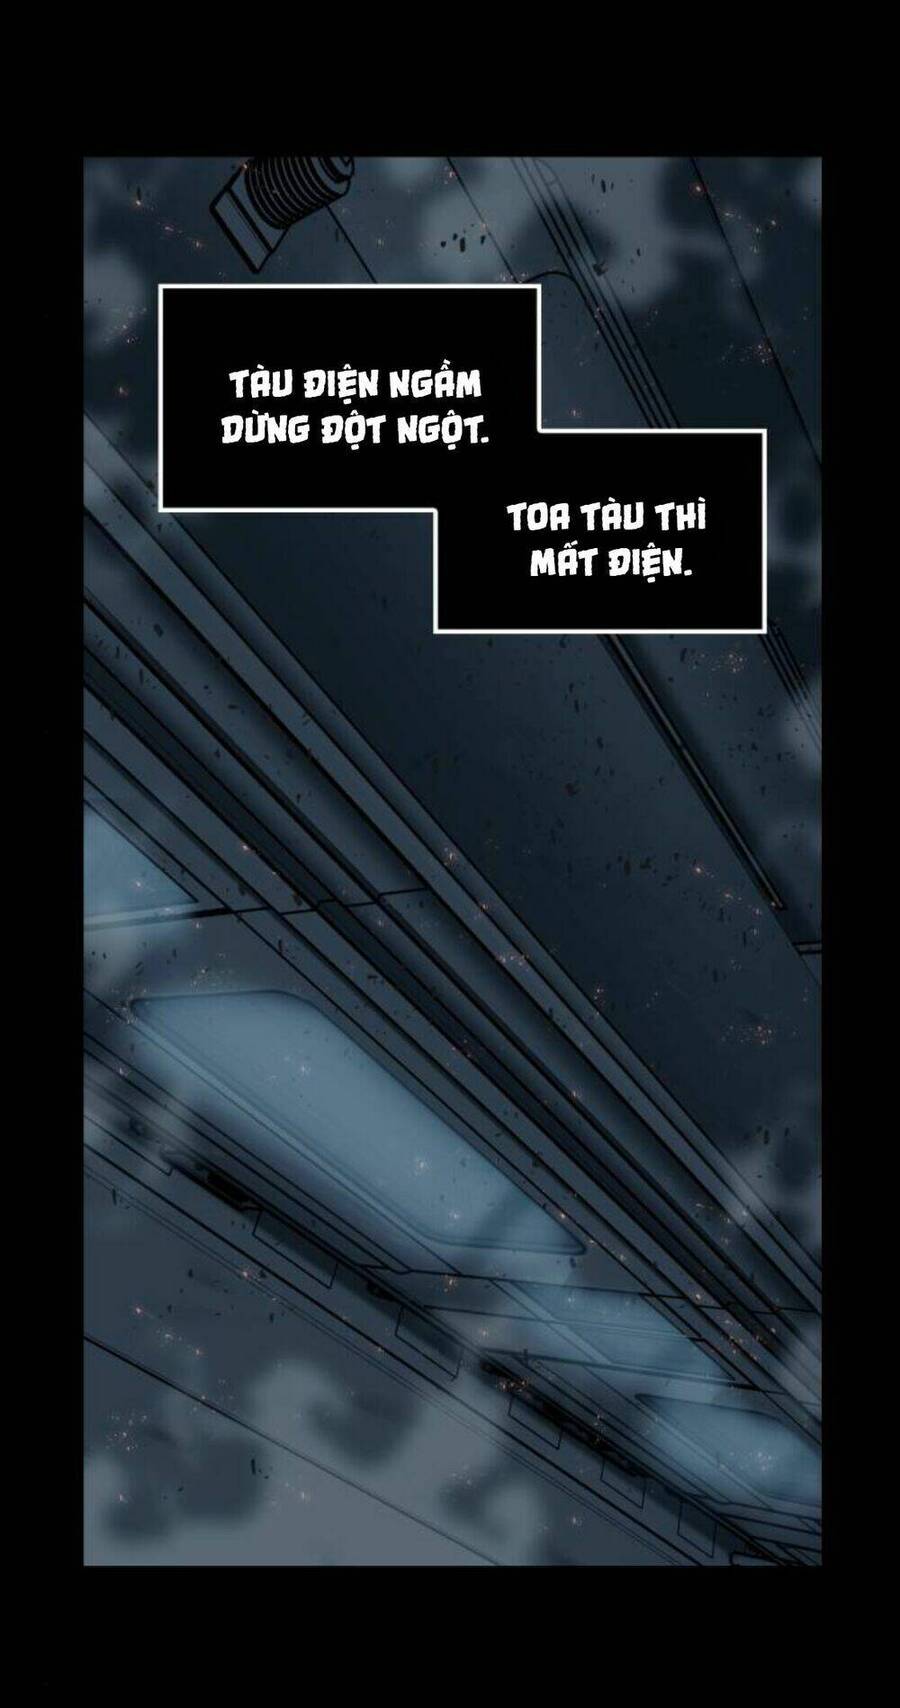 TÀU ĐIỆN NGẦM
DỪNG ĐỘT NGỘT.
TOA TÀU THÌ
MẤT ĐIỆN.